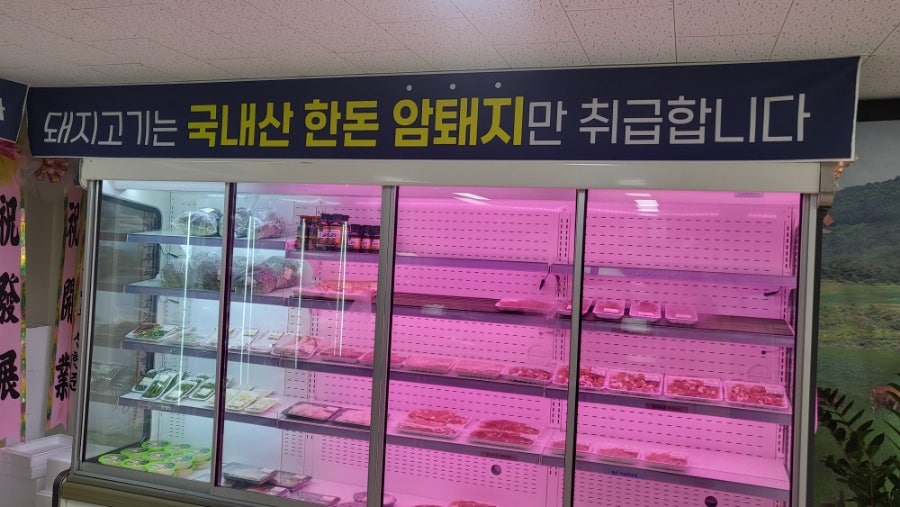 돼지고기는 국내산 한돈 암퇘지만 취급합니다
祝發展
祝開業